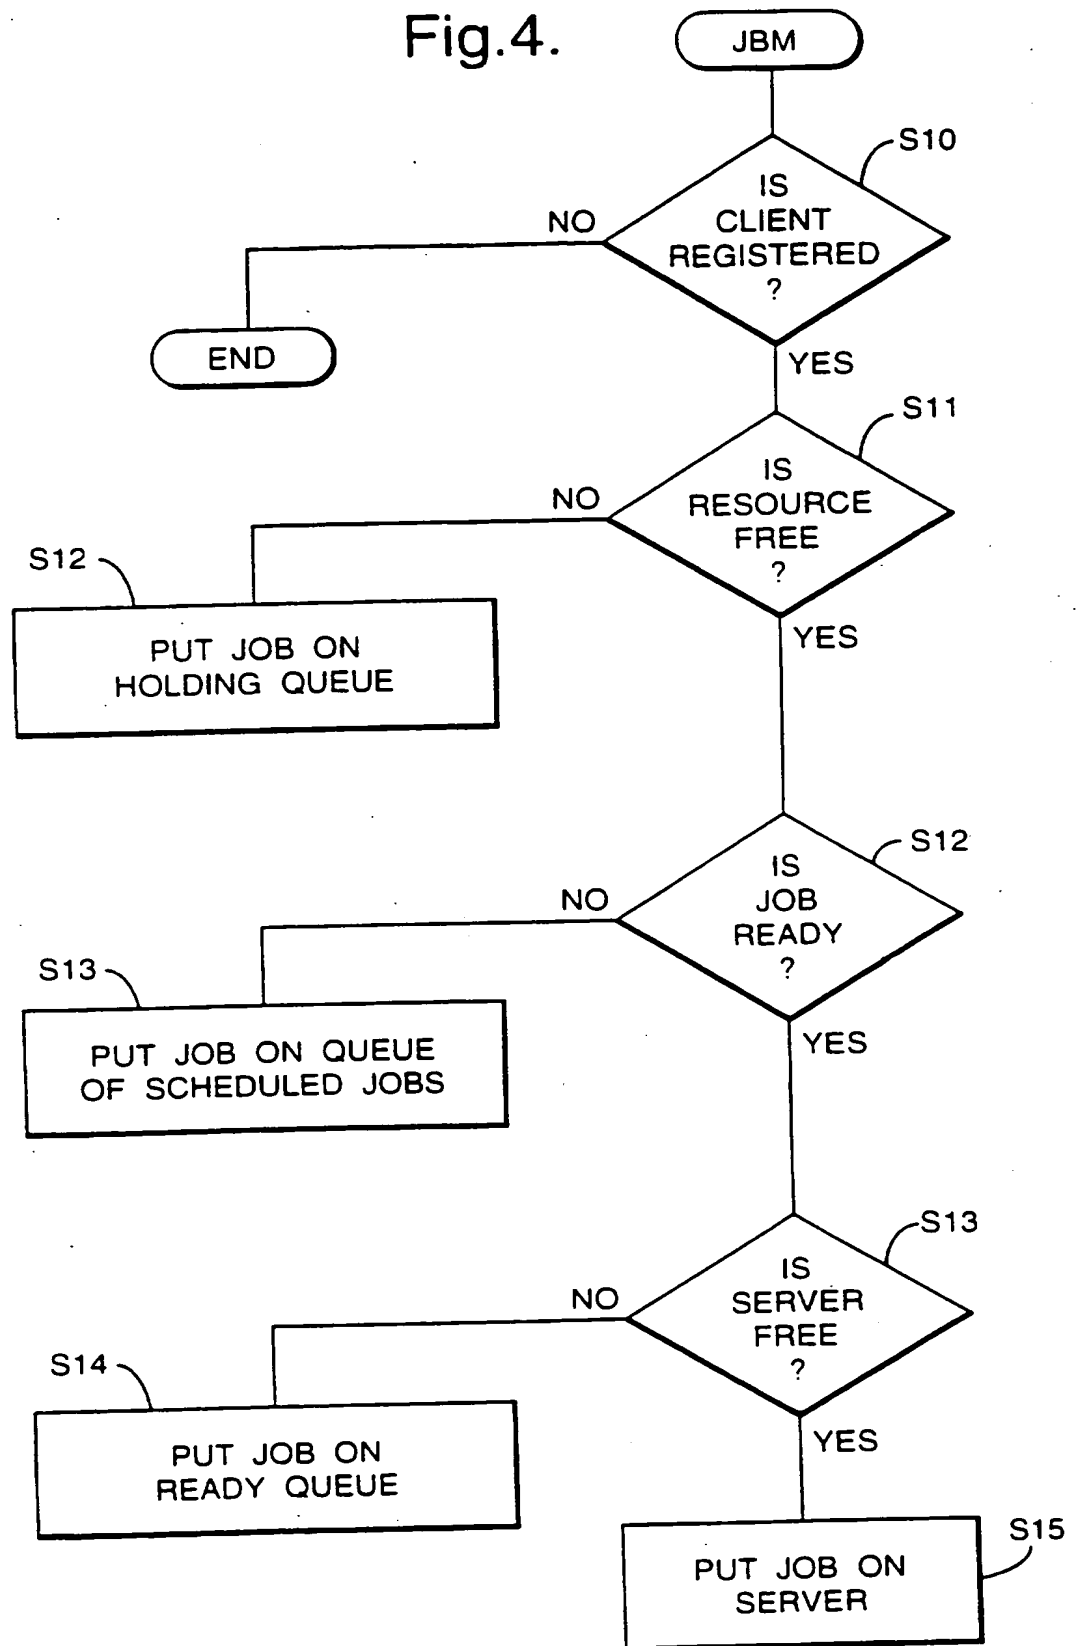 Fig.4.
JBM
S10
IS
CLIENT
REGISTERED
?
NO
END
YES
S11
IS
RESOURCE
FREE
?
NO
S12
PUT JOB ON
HOLDING QUEUE
YES
S12
IS
JOB
READY
?
NO
S13
PUT JOB ON QUEUE
OF SCHEDULED JOBS
YES
S13
IS
SERVER
FREE
?
NO
S14
PUT JOB ON
READY QUEUE
YES
S15
PUT JOB ON
SERVER